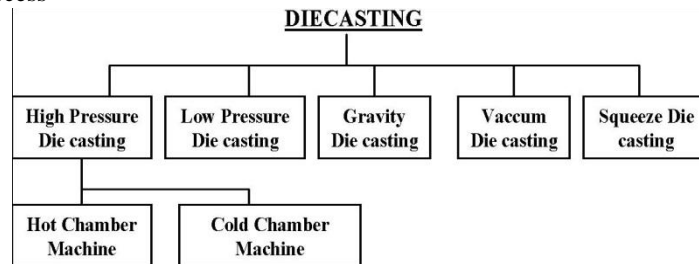 DIECASTING
High Pressure
Die casting
Low Pressure
Die casting
Gravity
Die casting
Vaccum
Die casting
Squeeze Die
casting
Hot Chamber
Machine
Cold Chamber
Machine